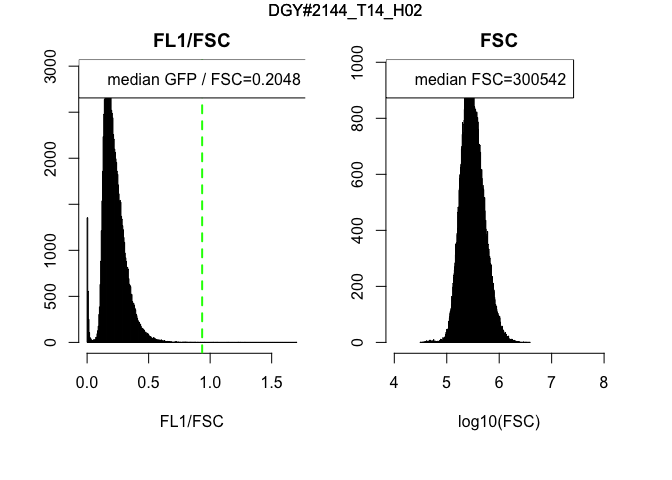 DGY#2144_T14_H02
FL1/FSC
median GFP / FSC=0.2048
3000
2000
1000
500
0
0.0 0.5 1.0 1.5
FL1/FSC
FSC
median FSC=300542
1000
800
600
400
200
0
4 5 6 7 8
log10(FSC)